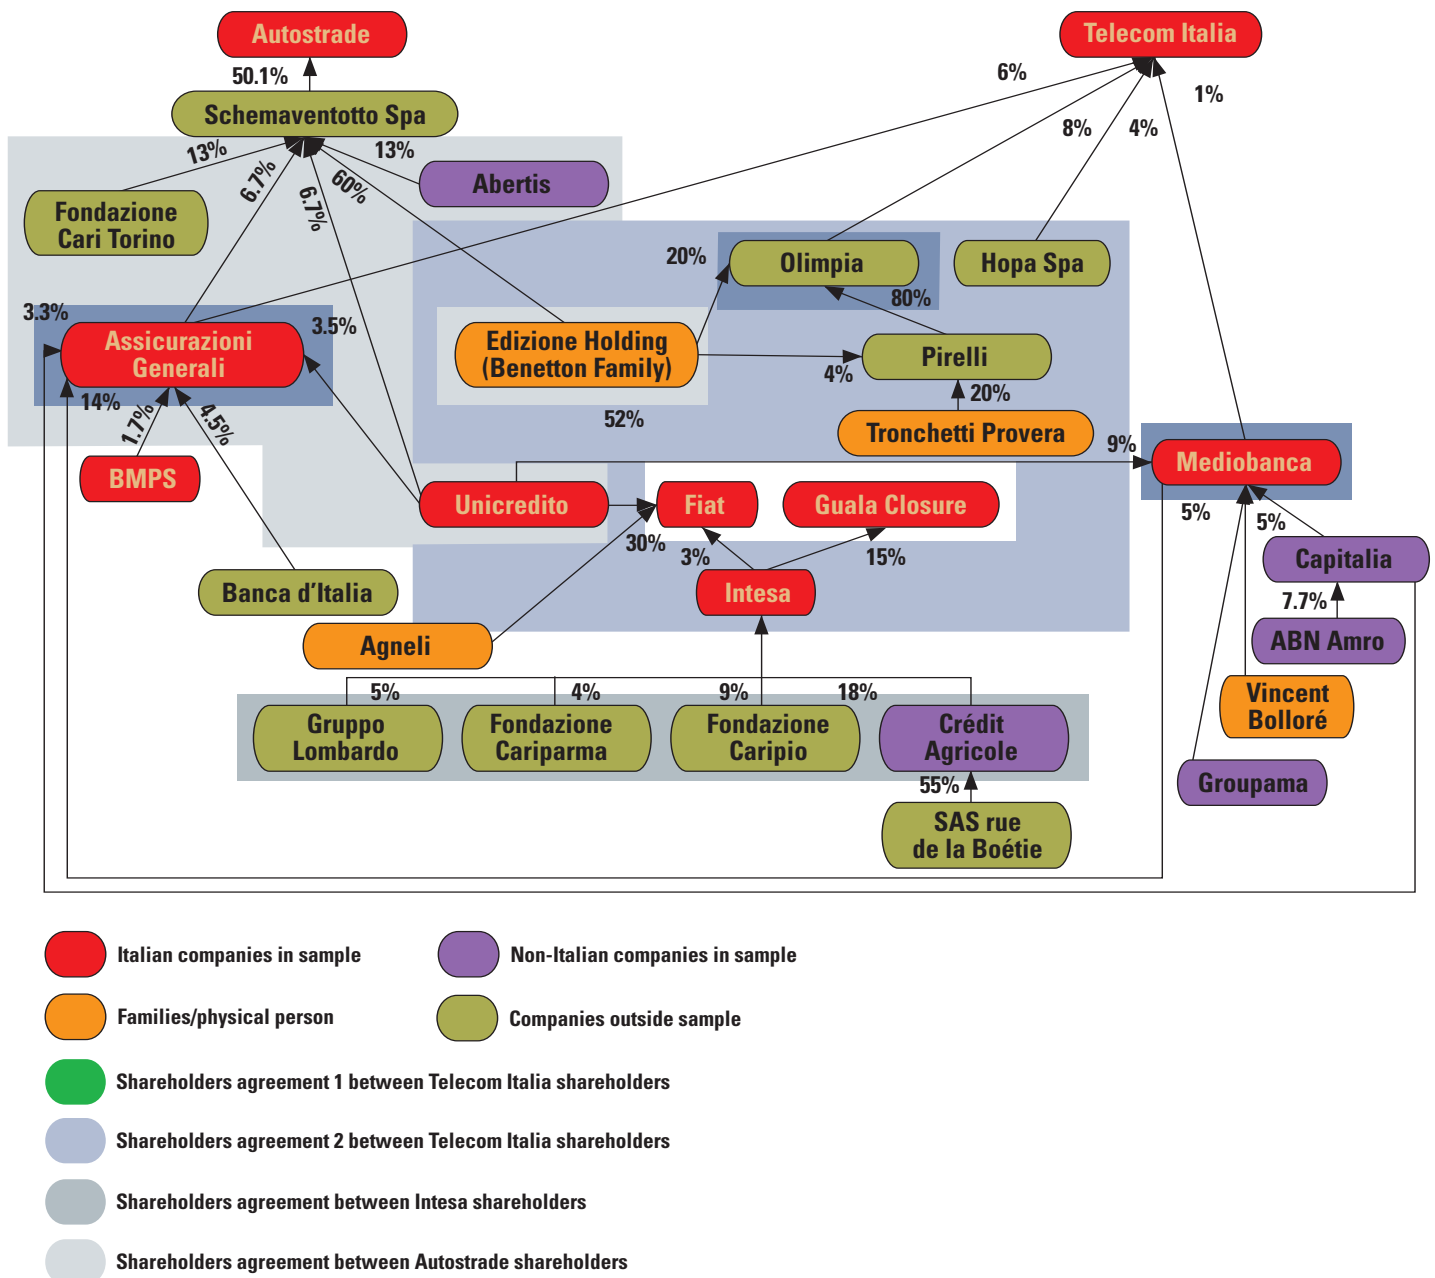 Autostrade
Telecom Italia
50.1%
6%
1%
Schemaventotto Spa
8%
4%
13%
13%
6.7%
6.7%
60%
Abertis
Fondazione
Cari Torino
20%
Olimpia
Hopa Spa
80%
3.3%
3.5%
Assicurazioni
Generali
Edizione Holding
(Benetton Family)
Pirelli
4%
20%
14%
1.7%
4.5%
52%
Tronchetti Provera
9%
BMPS
Mediobanca
Unicredito
Fiat
Guala Closure
5%
5%
30%
3%
15%
Capitalia
Banca d'Italia
Intesa
7.7%
Agneli
ABN Amro
5%
4%
9%
18%
Vincent
Bolloré
Gruppo
Lombardo
Fondazione
Cariparma
Fondazione
Caripio
Crédit
Agricole
55%
Groupama
SAS rue
de la Boétie
Italian companies in sample
Non-Italian companies in sample
Families/physical person
Companies outside sample
Shareholders agreement 1 between Telecom Italia shareholders
Shareholders agreement 2 between Telecom Italia shareholders
Shareholders agreement between Intesa shareholders
Shareholders agreement between Autostrade shareholders